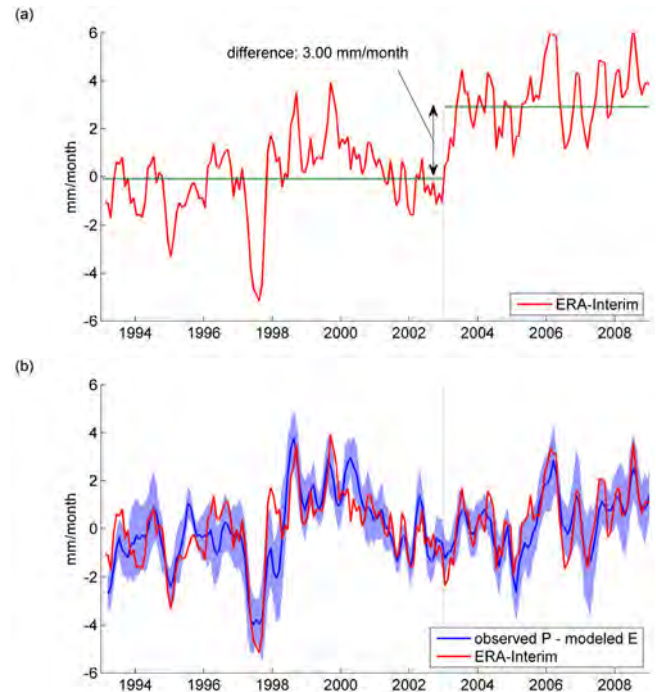 (a)
6
difference: 3.00 mm/month
4
2
0
-2
-4
-6
mm/month
ERA-Interim
1994 1996 1998 2000 2002 2004 2006 2008
(b)
6
4
2
0
-2
-4
-6
mm/month
observed P - modeled E
ERA-Interim
1994 1996 1998 2000 2002 2004 2006 2008